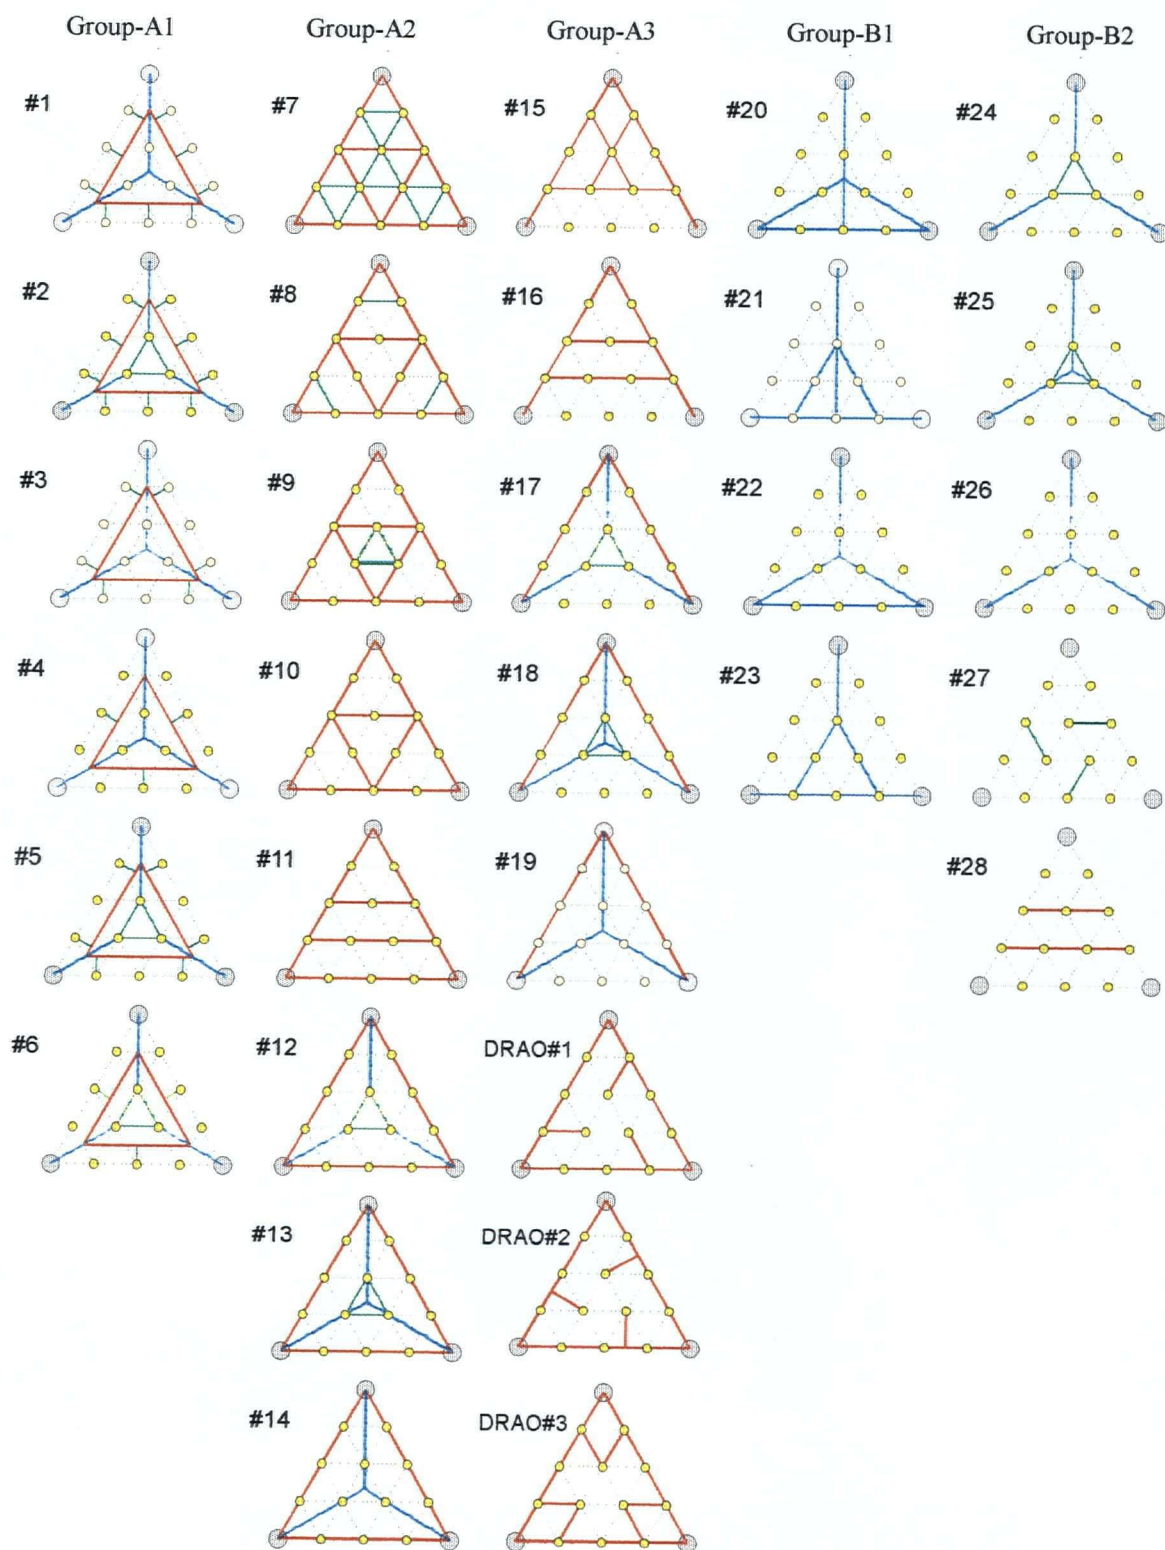 Group-A1 Group-A2 Group-A3 Group-B1 Group-B2
#1 #7 #15 #20 #24
#2 #8 #16 #21 #25
#3 #9 #17 #22 #26
#4 #10 #18 #23 #27
#5 #11 #19 #28
#6 #12 DRAO#1
#13 DRAO#2
#14 DRAO#3